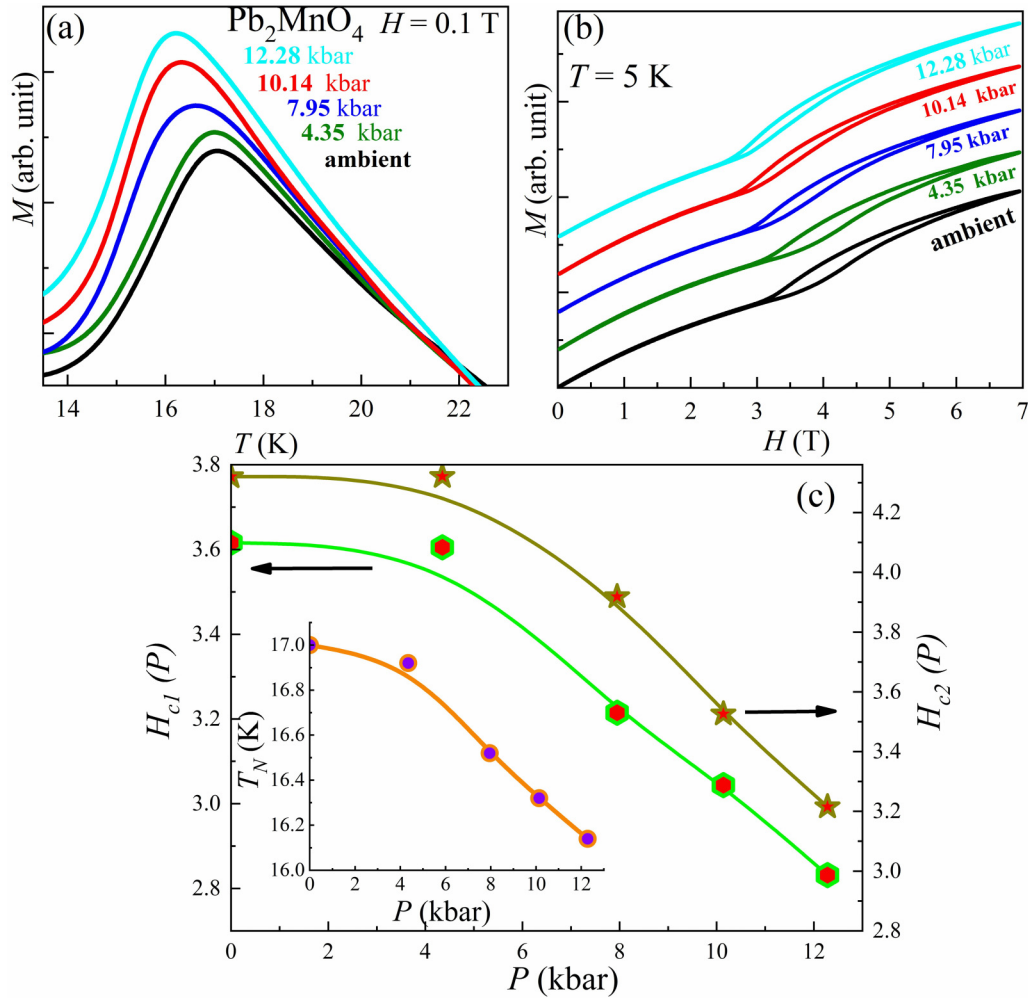 (a) Pb₂MnO₄ H = 0.1 T
12.28 kbar
10.14 kbar
7.95 kbar
4.35 kbar
ambient
M (arb. unit)
14 16 18 20 22
T (K)
(b)
T = 5 K
12.28 kbar
10.14 kbar
7.95 kbar
4.35 kbar
ambient
M (arb. unit)
0 1 2 3 4 5 6 7
H (T)
(c)
3.8
3.6
3.4
3.2
3.0
2.8
H_{c1} (P)
4.2
4.0
3.8
3.6
3.4
3.2
3.0
2.8
H_{c2} (P)
17.0
16.8
16.6
16.4
16.2
16.0
T_N (K)
0 2 4 6 8 10 12
P (kbar)
0 2 4 6 8 10 12
P (kbar)